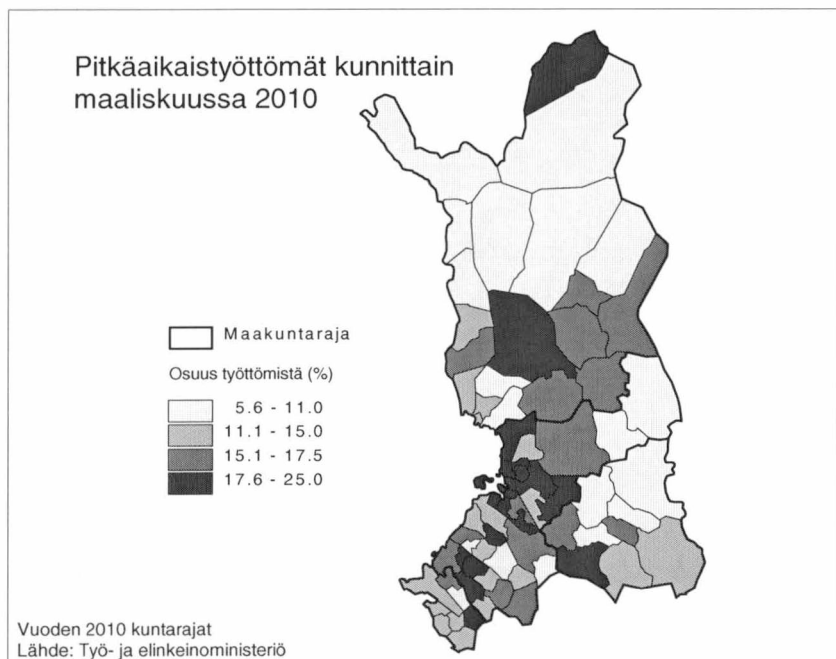 Pitkäaikaistyöttömät kunnittain
maaliskuussa 2010
Maakuntaraja
Osuus työttömistä (%)
5.6 - 11.0
11.1 - 15.0
15.1 - 17.5
17.6 - 25.0
Vuoden 2010 kuntarajat
Lähde: Työ- ja elinkeinoministeriö